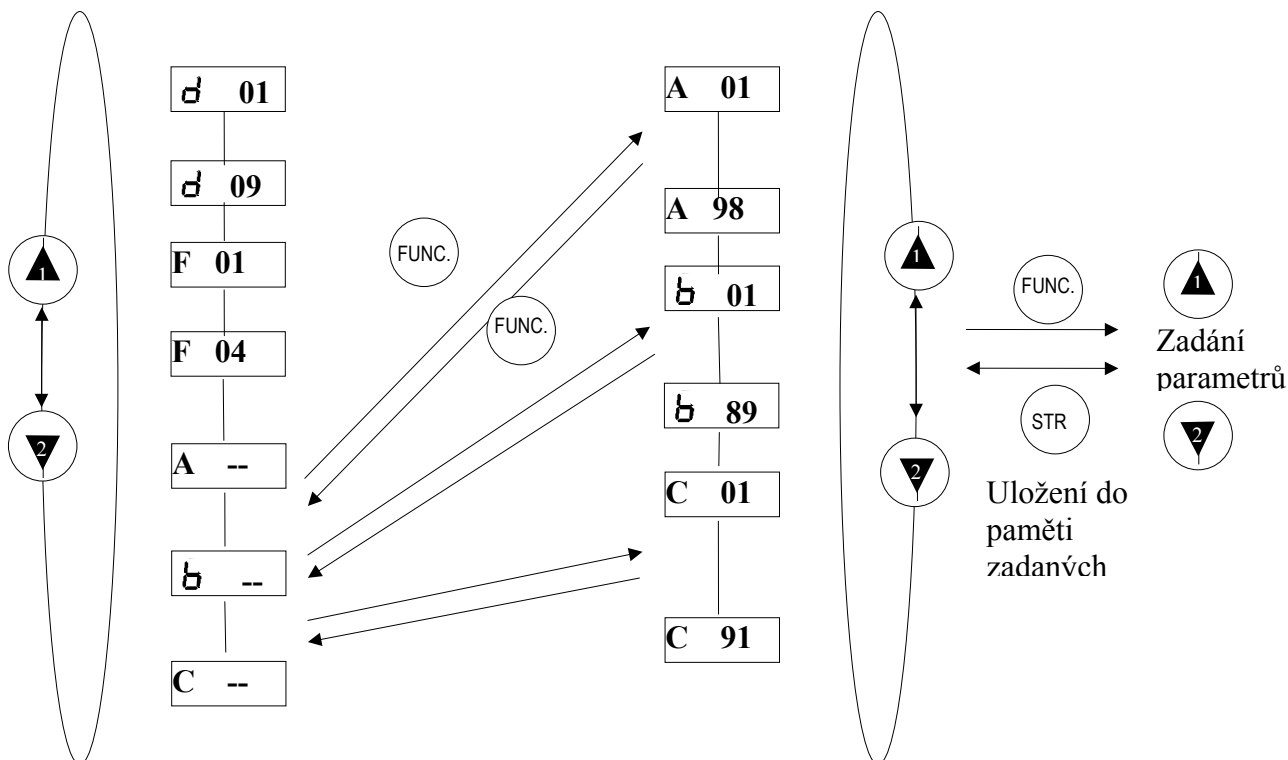 d 01
d 09
F 01
F 04
A --
b --
C --
1
2
FUNC.
FUNC.
A 01
A 98
b 01
b 89
C 01
C 91
1
2
FUNC.
STR
Uložení do
paměti
zadaných
1
Zadání
parametrů
2